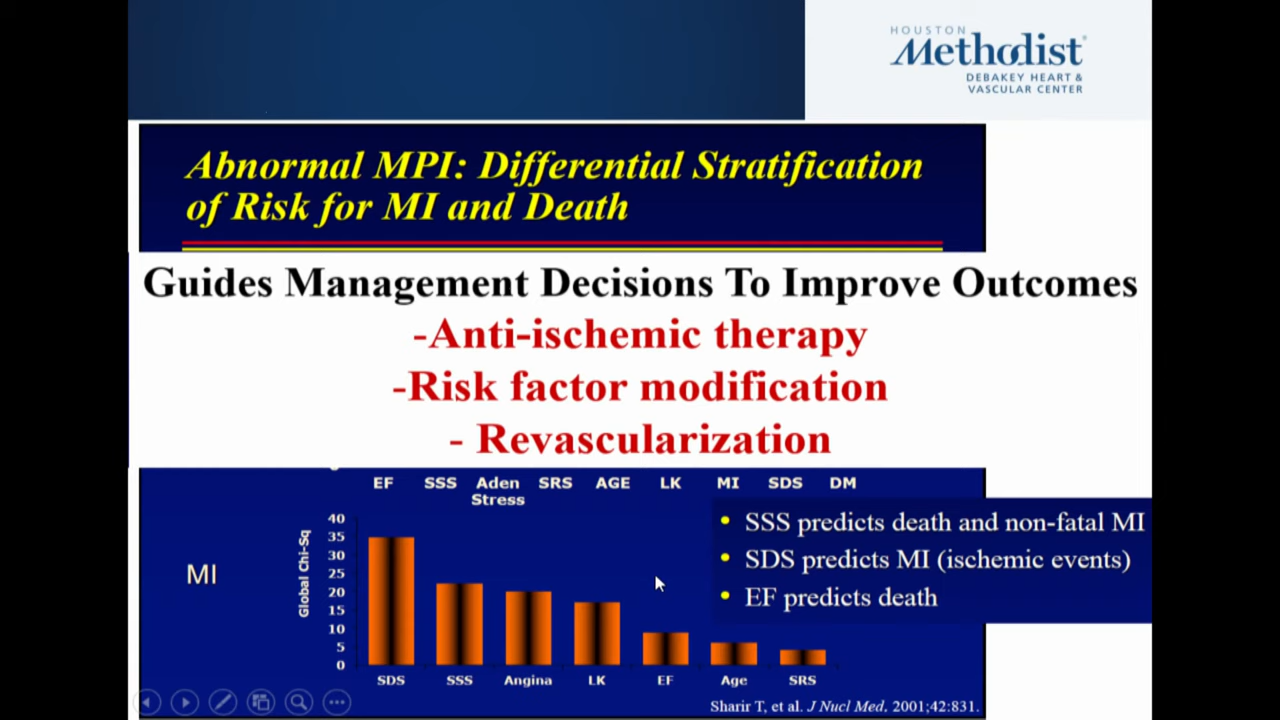 HOUSTON
Methodist
DEBAKEY HEART &
VASCULAR CENTER
Abnormal MPI: Differential Stratification
of Risk for MI and Death
Guides Management Decisions To Improve Outcomes
-Anti-ischemic therapy
-Risk factor modification
- Revascularization
EF SSS Aden Stress SRS AGE LK MI SDS DM
MI
Global Chi-Sq
40
35
30
25
20
15
10
5
0
SDS SSS Angina LK EF Age SRS
• SSS predicts death and non-fatal MI
• SDS predicts MI (ischemic events)
• EF predicts death
Sharir T, et al. J Nucl Med. 2001;42:831.